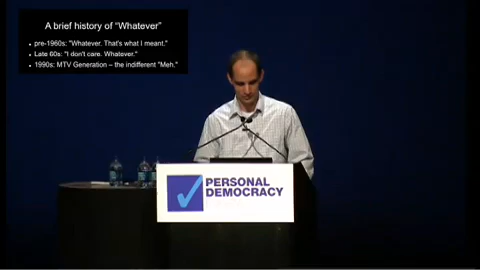 A brief history of "Whatever"
• pre-1960s: "Whatever. That's what I meant."
• Late 60s: "I don't care. Whatever."
• 1990s: MTV Generation – the indifferent "Meh."
PERSONAL
DEMOCRACY